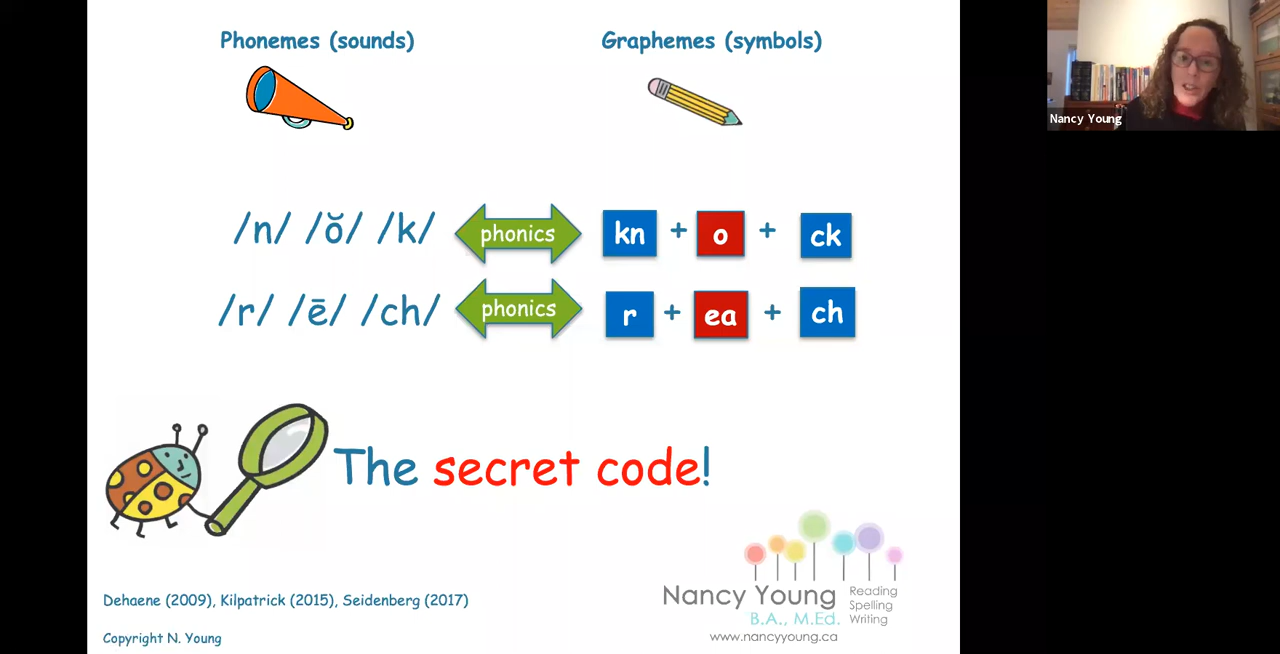 Phonemes (sounds)
Graphemes (symbols)
Nancy Young
/n/ /ŏ/ /k/
phonics
kn + o + ck
/r/ /ē/ /ch/
phonics
r + ea + ch
The secret code!
Nancy Young
B.A., M.Ed.
Reading
Spelling
Writing
www.nancyyoung.ca
Dehaene (2009), Kilpatrick (2015), Seidenberg (2017)
Copyright N. Young